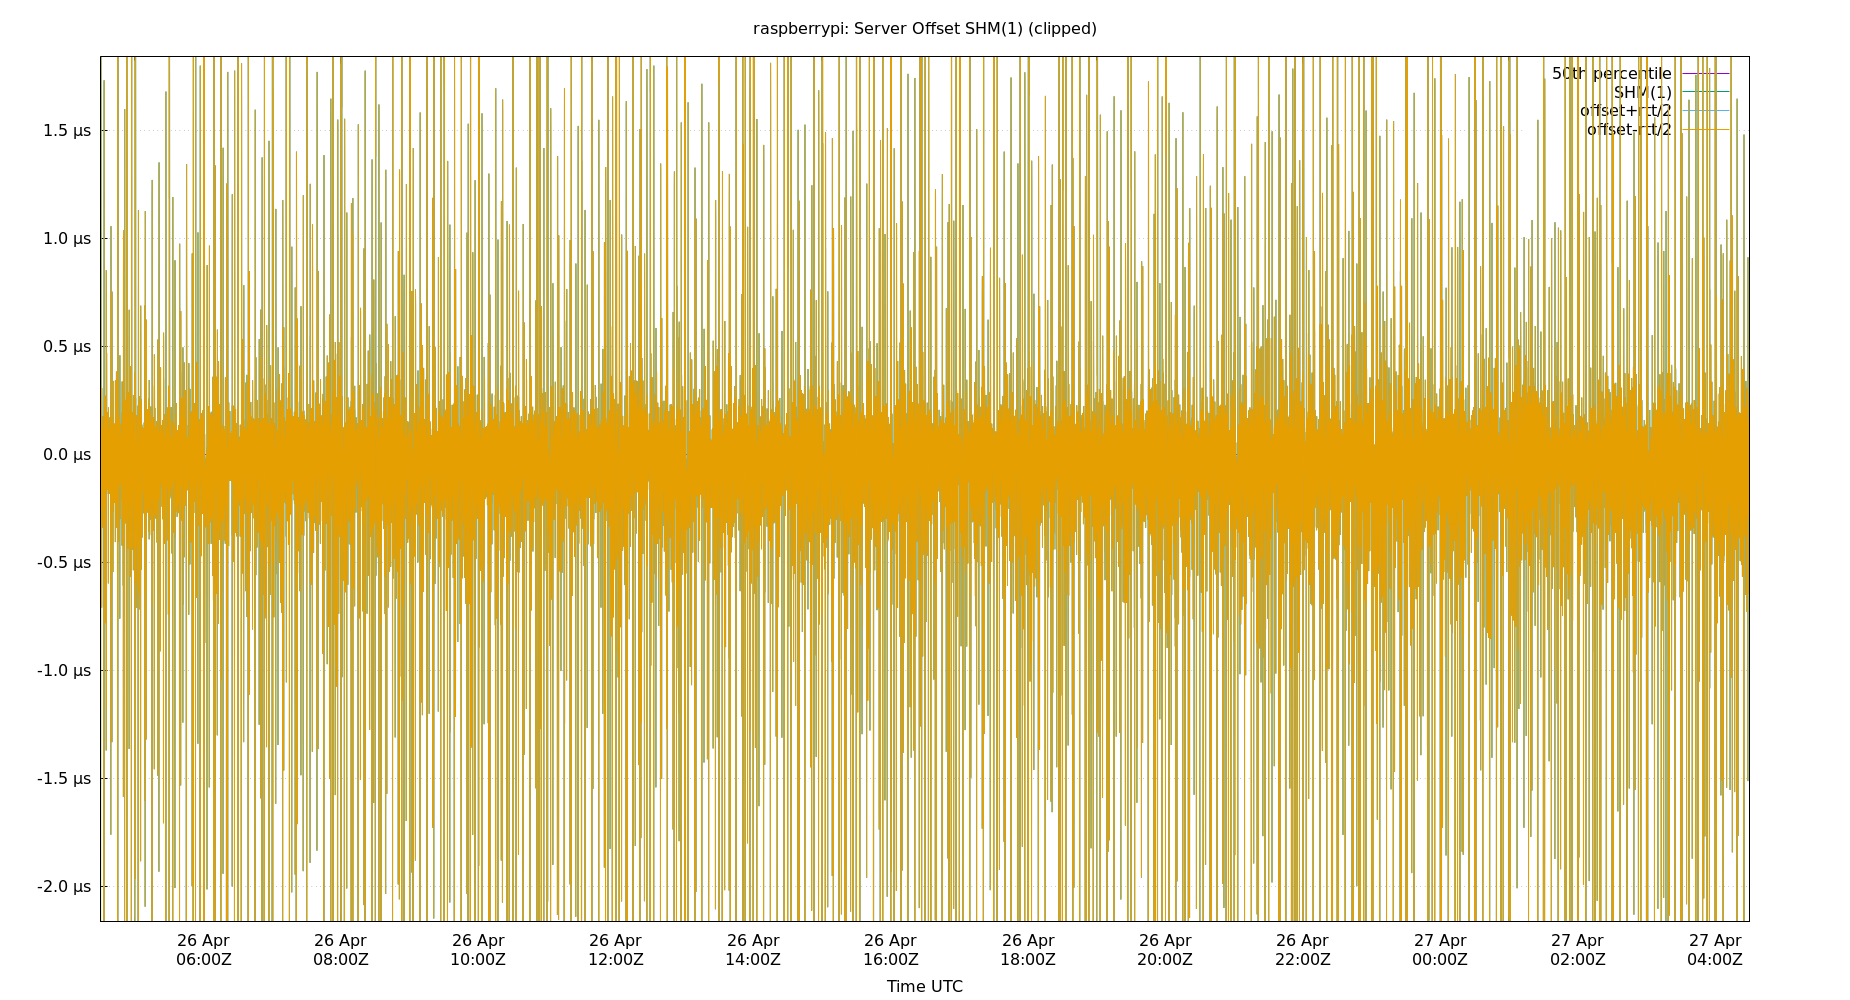 raspberrypi: Server Offset SHM(1) (clipped)
50th percentile
SHM(1)
offset+rtt/2
offset-rtt/2
1.5 µs
1.0 µs
0.5 µs
0.0 µs
-0.5 µs
-1.0 µs
-1.5 µs
-2.0 µs
26 Apr 26 Apr 26 Apr 26 Apr 26 Apr 26 Apr 26 Apr 26 Apr 26 Apr 27 Apr 27 Apr 27 Apr
06:00Z 08:00Z 10:00Z 12:00Z 14:00Z 16:00Z 18:00Z 20:00Z 22:00Z 00:00Z 02:00Z 04:00Z
Time UTC